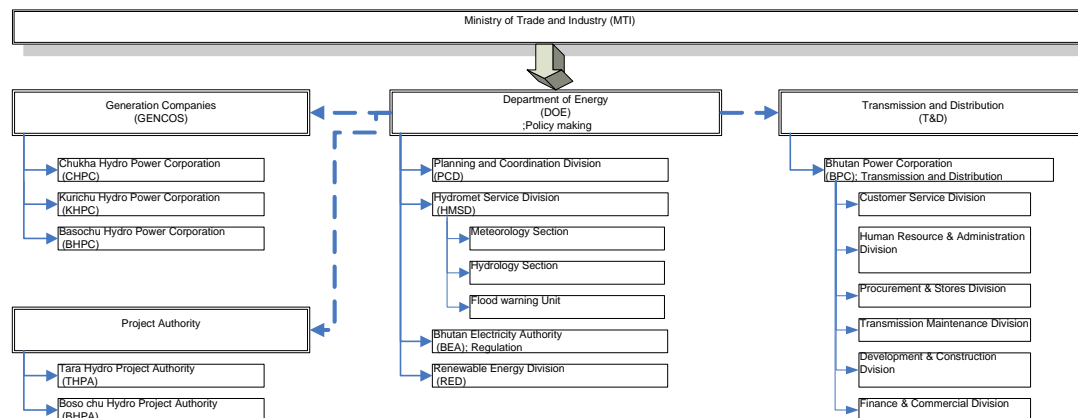 Ministry of Trade and Industry (MTI)
Generation Companies
(GENCOS)
Chukha Hydro Power Corporation
(CHPC)
Kurichu Hydro Power Corporation
(KHPC)
Basochu Hydro Power Corporation
(BHPC)
Project Authority
Tara Hydro Project Authority
(THPA)
Boso chu Hydro Project Authority
(BHPA)
Department of Energy
(DOE)
;Policy making
Planning and Coordination Division
(PCD)
Hydromet Service Division
(HMSD)
Meteorology Section
Hydrology Section
Flood warning Unit
Bhutan Electricity Authority
(BEA); Regulation
Renewable Energy Division
(RED)
Transmission and Distribution
(T&D)
Bhutan Power Corporation
(BPC); Transmission and Distribution
Customer Service Division
Human Resource & Administration
Division
Procurement & Stores Division
Transmission Maintenance Division
Development & Construction
Dvision
Finance & Commercial Division